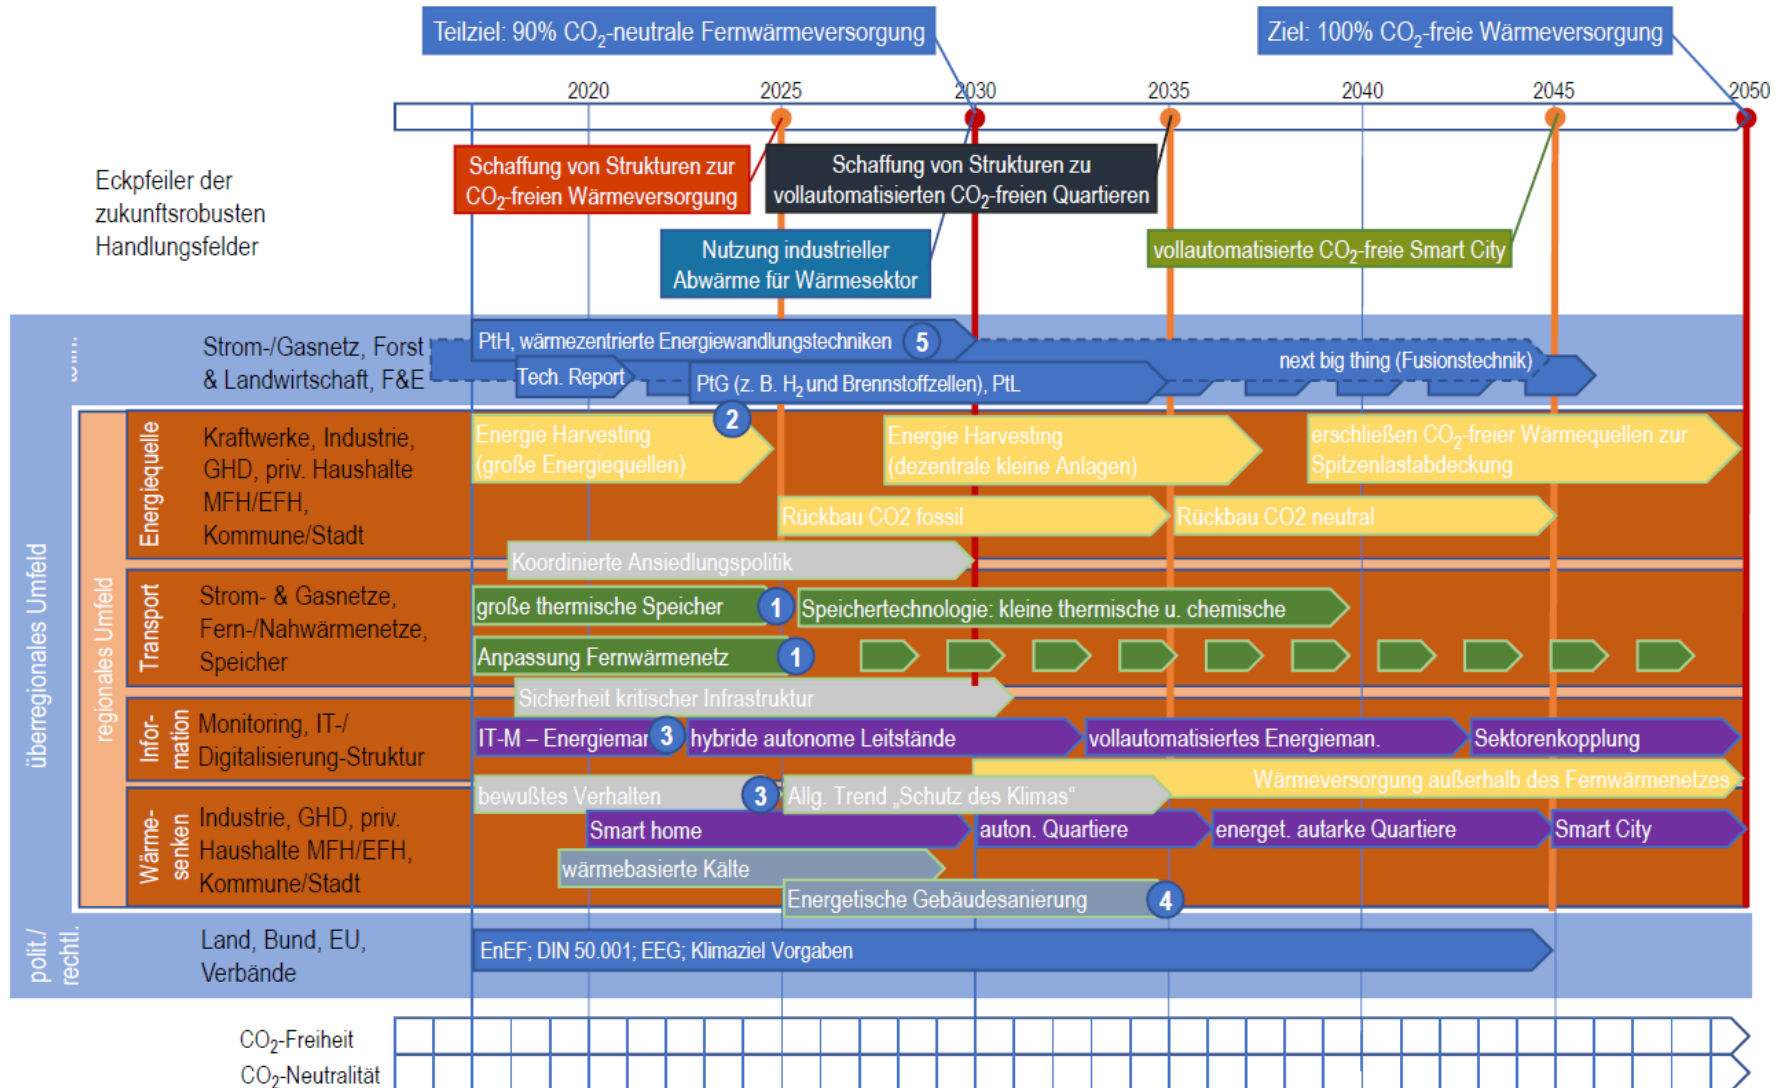 Teilziel: 90% CO₂-neutrale Fernwärmeversorgung
Ziel: 100% CO₂-freie Wärmeversorgung
2020 2025 2030 2035 2040 2045 2050
Eckpfeiler der
zukunftsrobusten
Handlungsfelder
Schaffung von Strukturen zur
CO₂-freien Wärmeversorgung
Schaffung von Strukturen zu
vollautomatisierten CO₂-freien Quartieren
Nutzung industrieller
Abwärme für Wärmesektor
vollautomatisierte CO₂-freie Smart City
überregionales Umfeld
regionales Umfeld
Strom-/Gasnetz, Forst
& Landwirtschaft, F&E
PtH, wärmezentrierte Energiewandlungstechniken
5
Tech. Report
PtG (z. B. H₂ und Brennstoffzellen), PtL
next big thing (Fusionstechnik)
Energiequelle
Kraftwerke, Industrie,
GHD, priv. Haushalte
MFH/EFH,
Kommune/Stadt
2
Energie Harvesting
(große Energiequellen)
Energie Harvesting
(dezentrale kleine Anlagen)
erschließen CO₂-freier Wärmequellen zur
Spitzenlastabdeckung
Rückbau CO2 fossil
Rückbau CO2 neutral
Koordinierte Ansiedlungspolitik
Transport
Strom- & Gasnetze,
Fern-/Nahwärmenetze,
Speicher
große thermische Speicher
1
Speichertechnologie: kleine thermische u. chemische
Anpassung Fernwärmenetz
1
Sicherheit kritischer Infrastruktur
Infor-
mation
Monitoring, IT-/
Digitalisierung-Struktur
IT-M – Energieman
3
hybride autonome Leitstände
vollautomatisiertes Energieman.
Sektorenkopplung
Wärmeversorgung außerhalb des Fernwärmenetzes
bewußtes Verhalten
3
Allg. Trend „Schutz des Klimas“
Wärme-
senken
Industrie, GHD, priv.
Haushalte MFH/EFH,
Kommune/Stadt
Smart home
auton. Quartiere
energet. autarke Quartiere
Smart City
wärmebasierte Kälte
Energetische Gebäudesanierung
4
polit./
rechtl.
Land, Bund, EU,
Verbände
EnEF; DIN 50.001; EEG; Klimaziel Vorgaben
CO₂-Freiheit
CO₂-Neutralität